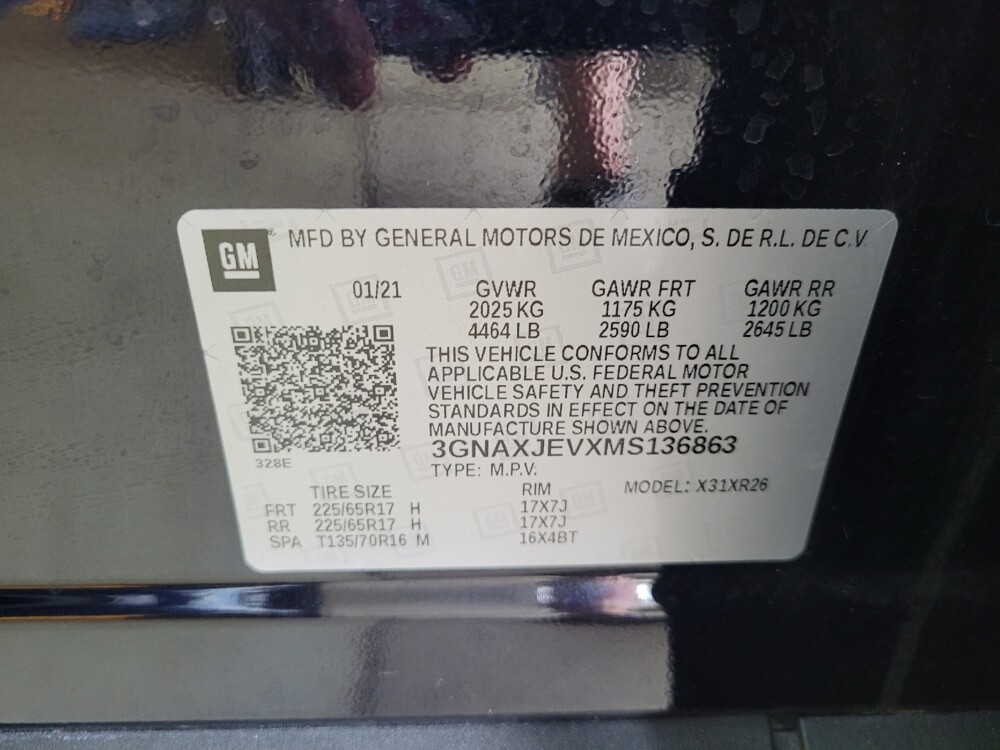 GM MFD BY GENERAL MOTORS DE MEXICO, S. DE R.L. DE C.V.
01/21 GVWR GAWR FRT GAWR RR
2025 KG 1175 KG 1200 KG
4464 LB 2590 LB 2645 LB
THIS VEHICLE CONFORMS TO ALL
APPLICABLE U.S. FEDERAL MOTOR
VEHICLE SAFETY AND THEFT PREVENTION
STANDARDS IN EFFECT ON THE DATE OF
MANUFACTURE SHOWN ABOVE.
3GNAXJEVXMS136863
328E
TYPE: M.P.V.
TIRE SIZE RIM MODEL: X31XR26
FRT 225/65R17 H 17X7J
RR 225/65R17 H 17X7J
SPA T135/70R16 M 16X4BT